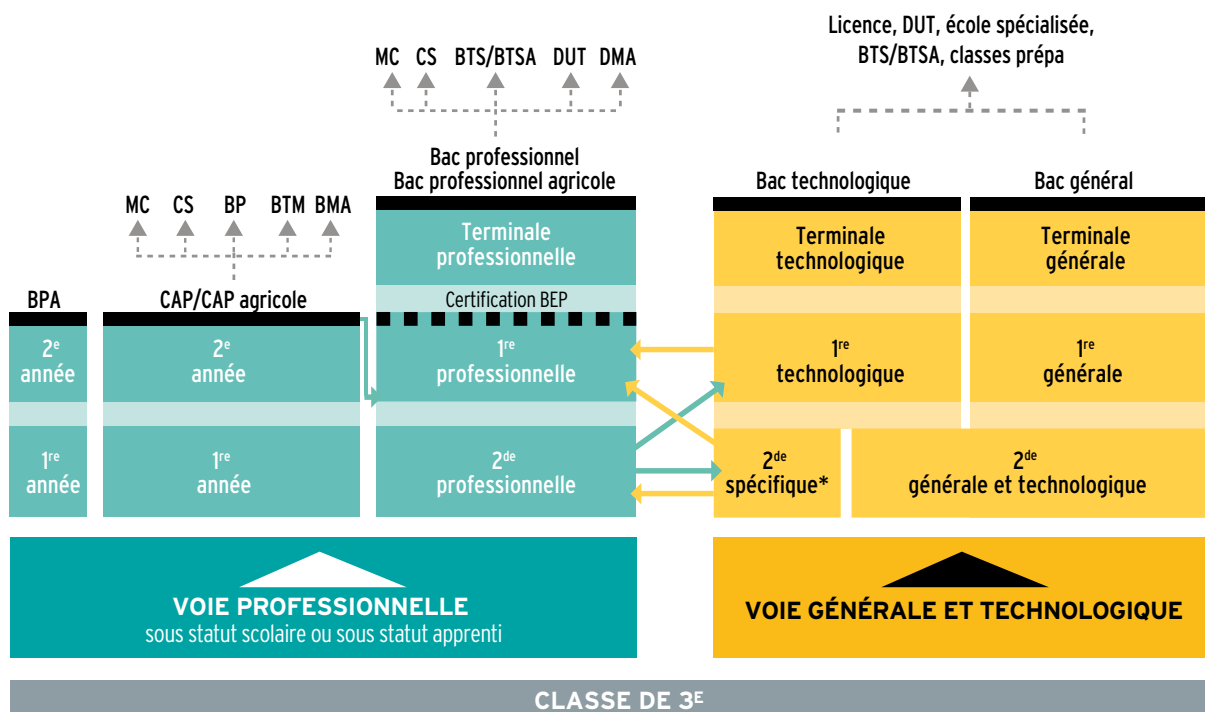 Licence, DUT, école spécialisée,
BTS/BTSA, classes prépa
MC CS BTS/BTSA DUT DMA
Bac professionnel
Bac professionnel agricole
Bac technologique
Bac général
MC CS BP BTM BMA
Terminale
professionnelle
Terminale
technologique
Terminale
générale
BPA
CAP/CAP agricole
Certification BEP
2e
année
2e
année
1re
professionnelle
1re
technologique
1re
générale
1re
année
1re
année
2de
professionnelle
2de
spécifique*
2de
générale et technologique
VOIE PROFESSIONNELLE
sous statut scolaire ou sous statut apprenti
VOIE GÉNÉRALE ET TECHNOLOGIQUE
CLASSE DE 3E